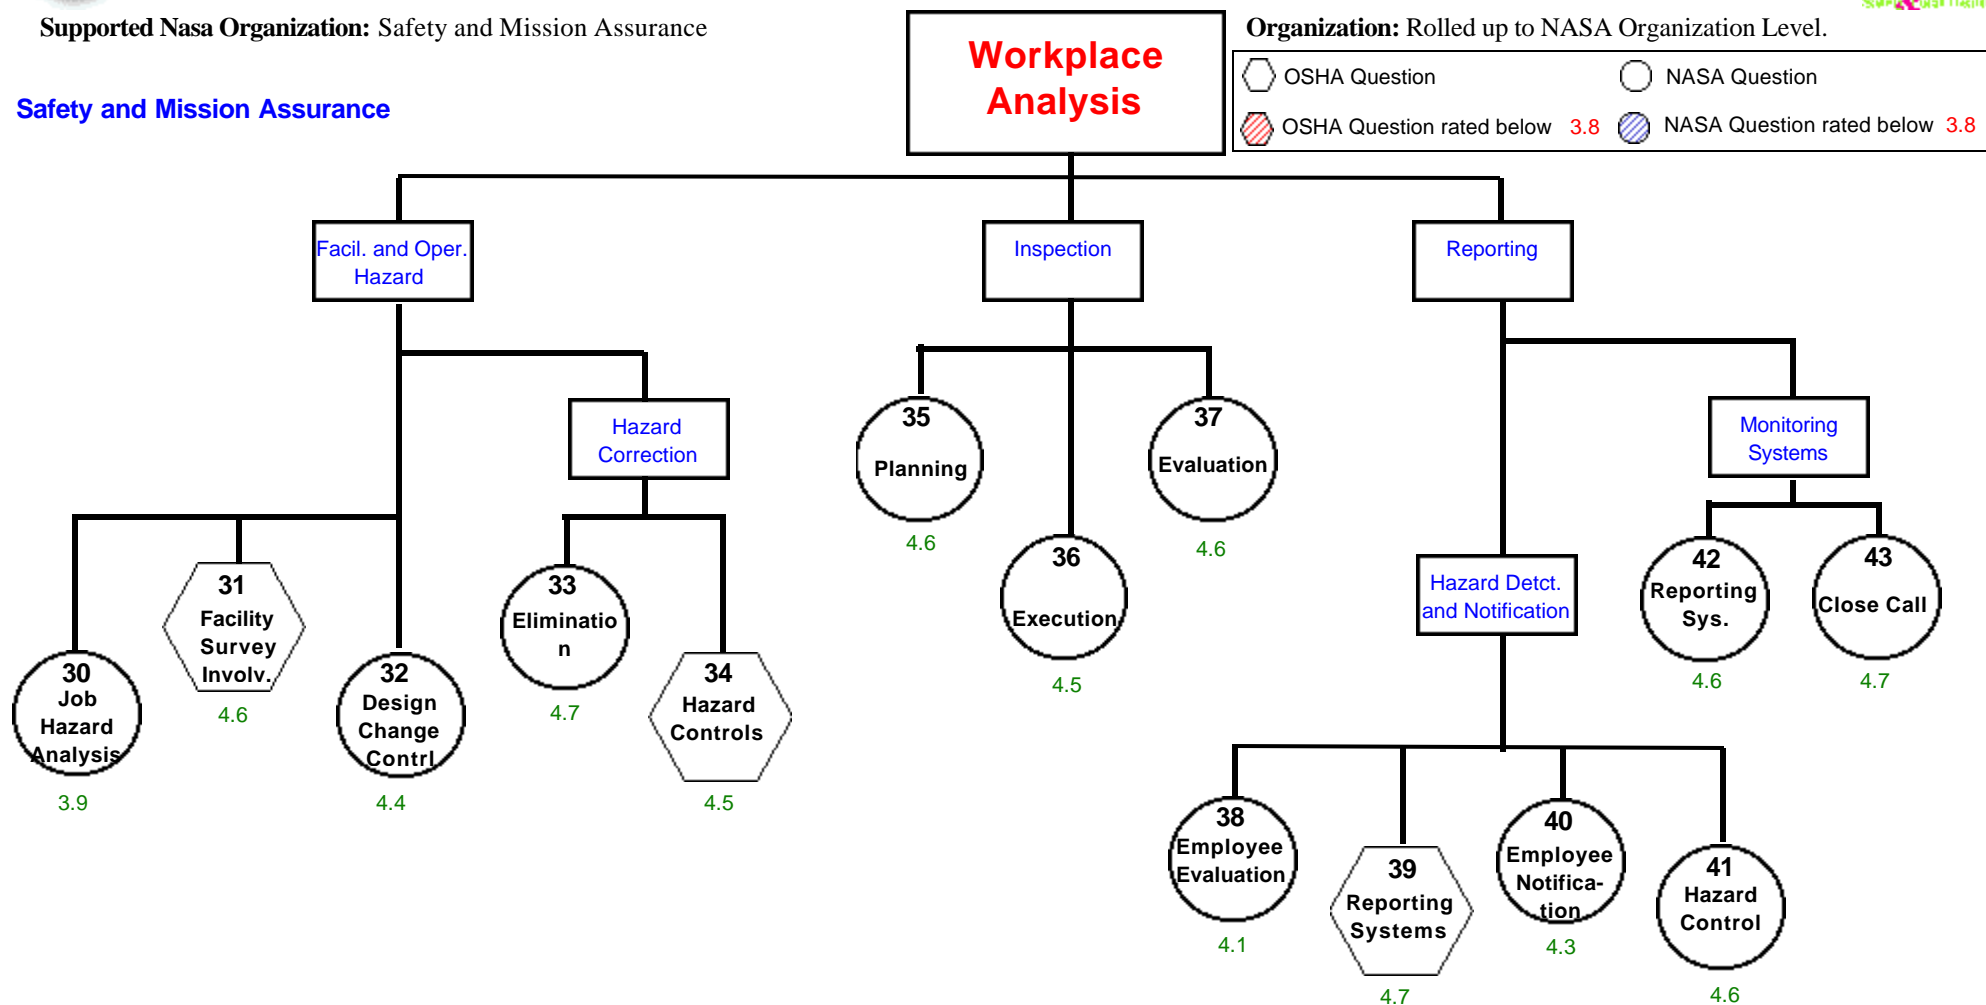 Supported Nasa Organization: Safety and Mission Assurance
Organization: Rolled up to NASA Organization Level.
Workplace
Analysis
OSHA Question
NASA Question
OSHA Question rated below 3.8
NASA Question rated below 3.8
Safety and Mission Assurance
Facil. and Oper.
Hazard
Inspection
Reporting
Hazard
Correction
Monitoring
Systems
35
Planning
4.6
37
Evaluation
4.6
36
Execution
4.5
Hazard Detct.
and Notification
42
Reporting
Sys.
4.6
43
Close Call
4.7
30
Job
Hazard
Analysis
3.9
31
Facility
Survey
Involv.
4.6
32
Design
Change
Contrl
4.4
33
Eliminatio
n
4.7
34
Hazard
Controls
4.5
38
Employee
Evaluation
4.1
39
Reporting
Systems
4.7
40
Employee
Notifica-
tion
4.3
41
Hazard
Control
4.6